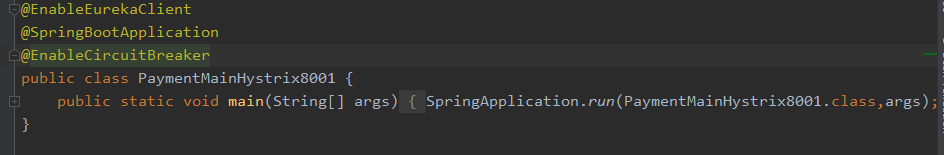 @EnableEurekaClient
@SpringBootApplication
@EnableCircuitBreaker
public class PaymentMainHystrix8001 {
public static void main(String[] args) { SpringApplication.run(PaymentMainHystrix8001.class,args);
}